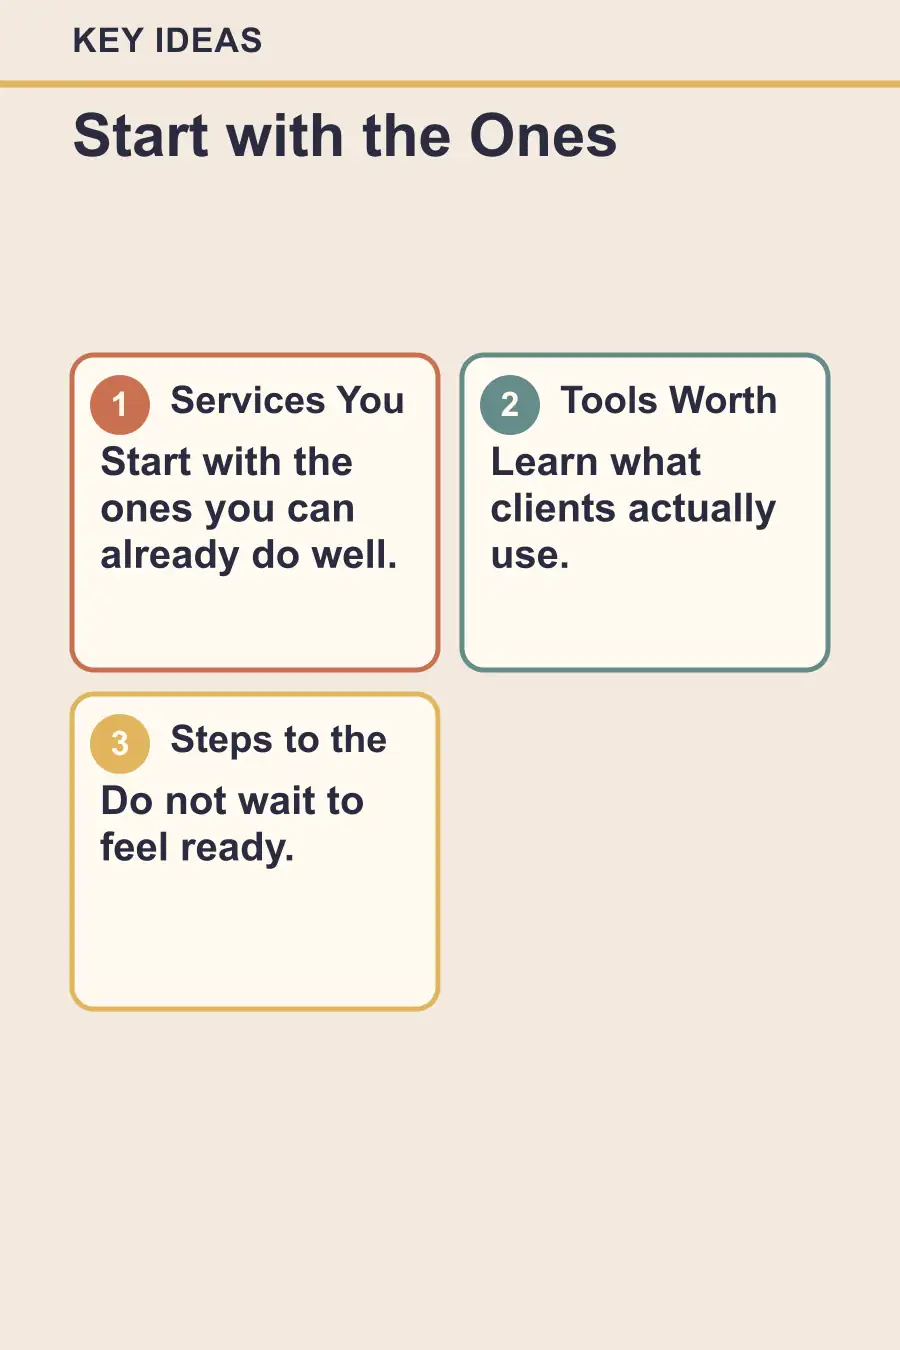 KEY IDEAS
Start with the Ones
1 Services You
Start with the
ones you can
already do well.
2 Tools Worth
Learn what
clients actually
use.
3 Steps to the
Do not wait to
feel ready.